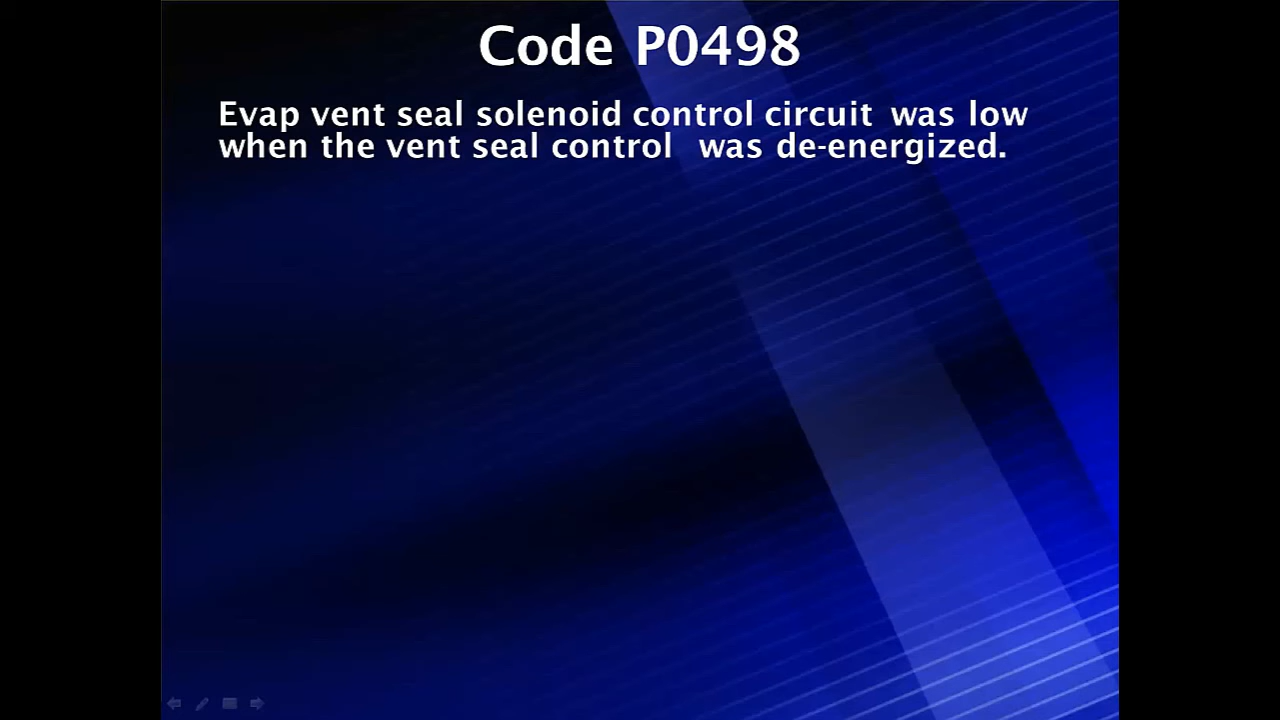 Code P0498
Evap vent seal solenoid control circuit was low
when the vent seal control was de-energized.